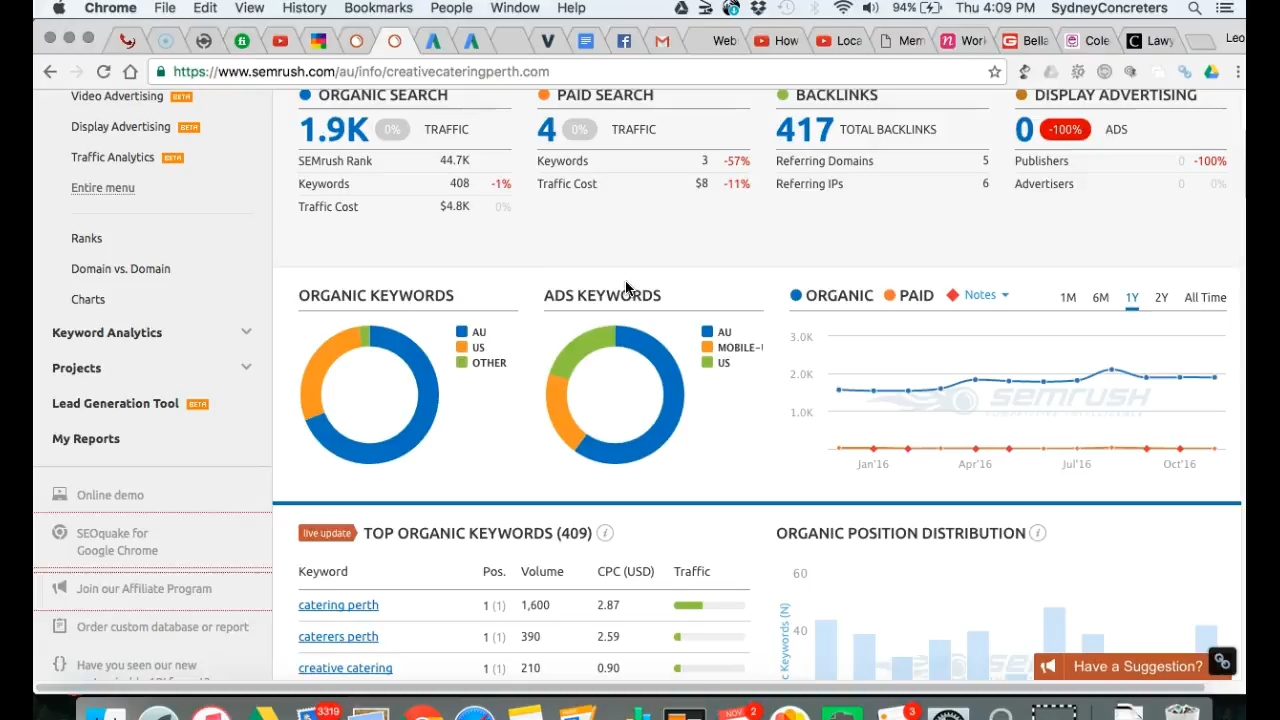 Chrome File Edit View History Bookmarks People Window Help 94% Thu 4:09 PM SydneyConcreters
Web How Loca Mem Worl Bella Cole Lawy Leo
https://www.semrush.com/au/info/creativecateringperth.com
Video Advertising BETA
Display Advertising BETA
Traffic Analytics BETA
Entire menu
Ranks
Domain vs. Domain
Charts
Keyword Analytics
Projects
Lead Generation Tool BETA
My Reports
Online demo
SEOquake for
Google Chrome
Join our Affiliate Program
Order custom database or report
Have you seen our new
ORGANIC SEARCH
1.9K 0% TRAFFIC
SEMrush Rank 44.7K
Keywords 408 -1%
Traffic Cost $4.8K 0%
PAID SEARCH
4 0% TRAFFIC
Keywords 3 -57%
Traffic Cost $8 -11%
BACKLINKS
417 TOTAL BACKLINKS
Referring Domains 5
Referring IPs 6
DISPLAY ADVERTISING
0 -100% ADS
Publishers 0 -100%
Advertisers 0 0%
ORGANIC KEYWORDS
AU
US
OTHER
ADS KEYWORDS
AU
MOBILE-U
US
ORGANIC PAID Notes 1M 6M 1Y 2Y All Time
3.0K
2.0K
1.0K
semrush
Jan'16 Apr'16 Jul'16 Oct'16
live update TOP ORGANIC KEYWORDS (409)
Keyword Pos. Volume CPC (USD) Traffic
catering perth 1 (1) 1,600 2.87
caterers perth 1 (1) 390 2.59
creative catering 1 (1) 210 0.90
ORGANIC POSITION DISTRIBUTION
60
40
Keywords (N)
Have a Suggestion?
3319 NOV 2 3